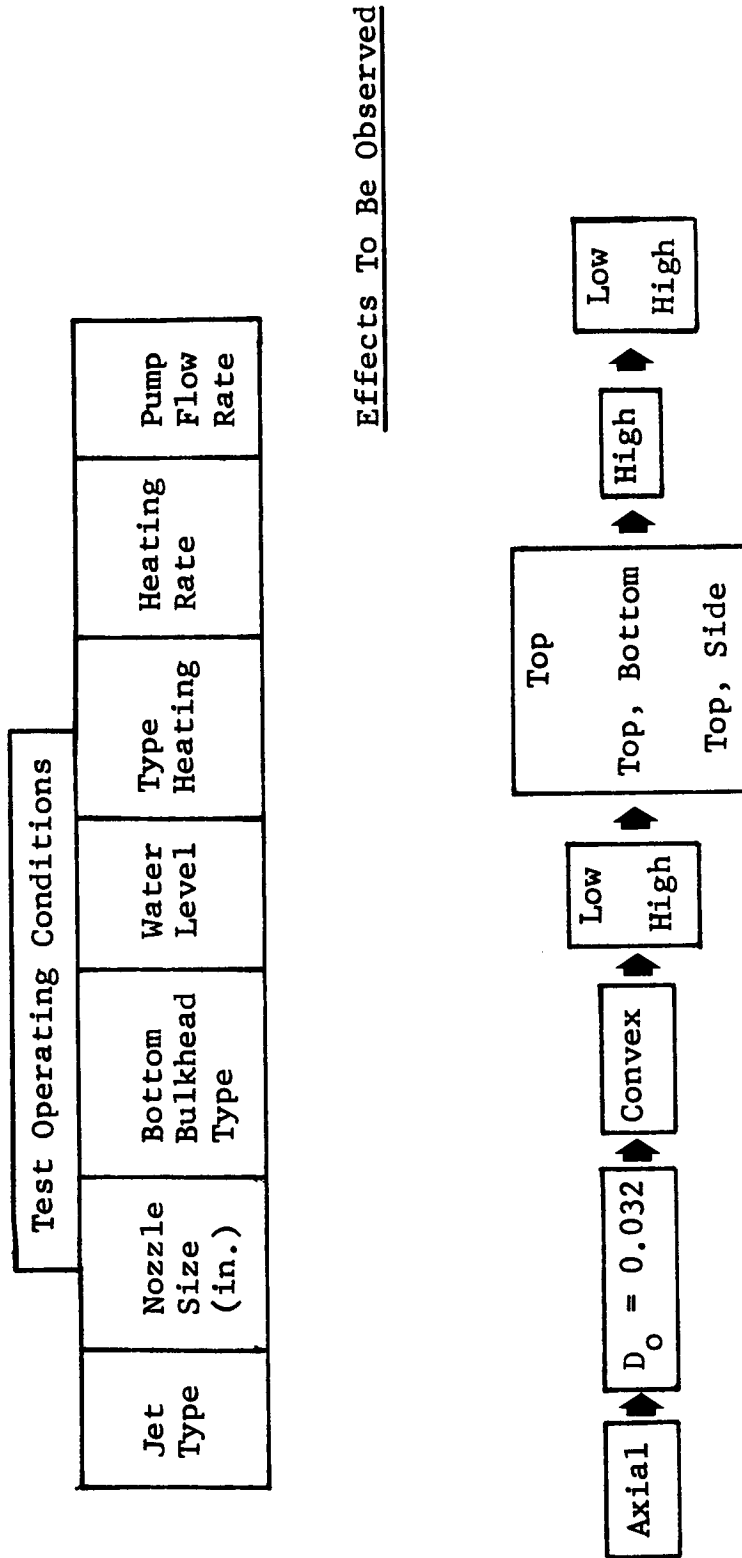 Test Operating Conditions
Jet
Type
Nozzle
Size
(in.)
Bottom
Bulkhead
Type
Water
Level
Type
Heating
Heating
Rate
Pump
Flow
Rate
Effects To Be Observed
Axial
Dₒ = 0.032
Convex
Low
High
Top
Top, Bottom
Top, Side
High
Low
High